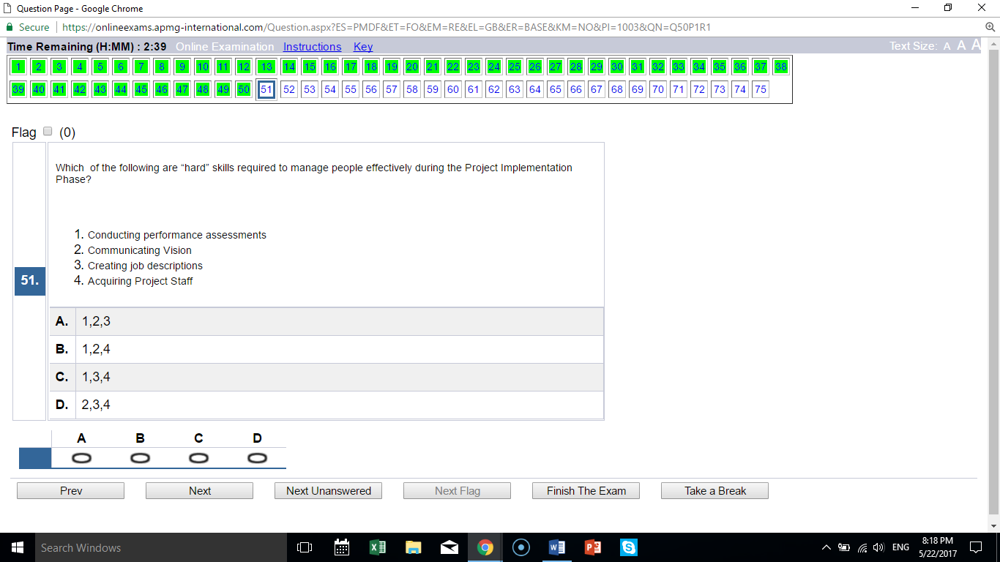 Question Page - Google Chrome
Secure https://onlineexams.apmg-international.com/Question.aspx?ES=PMDF&ET=FO&EM=RE&EL=GB&ER=BASE&KM=NO&PI=1003&QN=Q50P1R1
Time Remaining (H:MM) : 2:39 Online Examination Instructions Key Text Size: A A A
1 2 3 4 5 6 7 8 9 10 11 12 13 14 15 16 17 18 19 20 21 22 23 24 25 26 27 28 29 30 31 32 33 34 35 36 37 38
39 40 41 42 43 44 45 46 47 48 49 50 51 52 53 54 55 56 57 58 59 60 61 62 63 64 65 66 67 68 69 70 71 72 73 74 75
Flag (0)
Which of the following are “hard” skills required to manage people effectively during the Project Implementation
Phase?
1. Conducting performance assessments
2. Communicating Vision
3. Creating job descriptions
4. Acquiring Project Staff
51.
A. 1,2,3
B. 1,2,4
C. 1,3,4
D. 2,3,4
A B C D
Prev Next Next Unanswered Next Flag Finish The Exam Take a Break
Search Windows
ENG
8:18 PM
5/22/2017